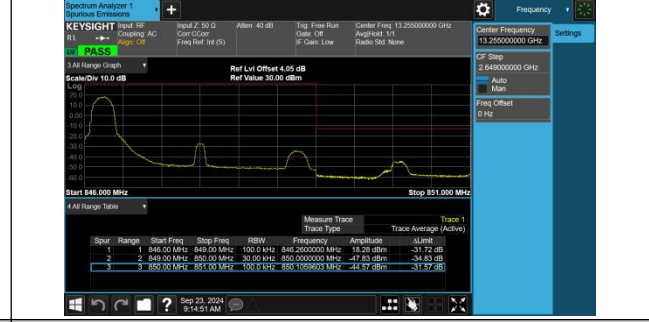 Spectrum Analyzer 1
Spurious Emissions
+
Frequency
KEYSIGHT Input: RF Input Z: 50 Ω Atten: 40 dB Trig: Free Run Center Freq: 13.255000000 GHz
RL Coupling: AC Corr CCorr Gate: Off Avg|Hold: 1/1
Align: Off Freq Ref: Int (S) IF Gain: Low Radio Std: None
PASS
3 All Range Graph
Ref Lvl Offset 4.05 dB
Scale/Div 10.0 dB Ref Value 30.00 dBm
Log
20.0
10.0
0.00
-10.0
-20.0
-30.0
-40.0
-50.0
-60.0
Start 846.000 MHz Stop 851.000 MHz
4 All Range Table
Measure Trace Trace 1
Trace Type Trace Average (Active)
Spur Range Start Freq Stop Freq RBW Frequency Amplitude ΔLimit
1 1 846.00 MHz 849.00 MHz 100.0 kHz 846.2600000 MHz 18.28 dBm -31.72 dB
2 2 849.00 MHz 850.00 MHz 30.00 kHz 850.0000000 MHz -47.83 dBm -34.83 dB
3 3 850.00 MHz 851.00 MHz 100.0 kHz 850.1059603 MHz -44.57 dBm -31.57 dB
Center Frequency
13.255000000 GHz
Settings
CF Step
2.649000000 GHz
Auto
Man
Freq Offset
0 Hz
?
Sep 23, 2024
9:14:51 AM